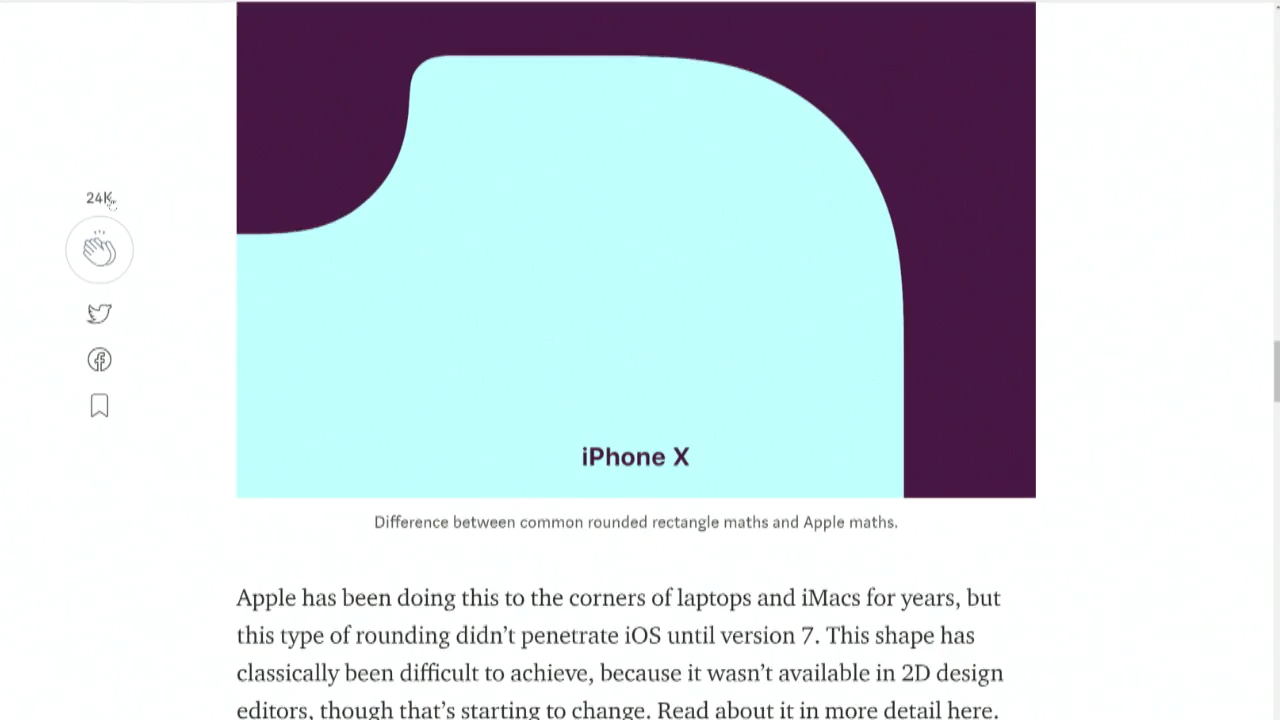 24K
iPhone X
Difference between common rounded rectangle maths and Apple maths.
Apple has been doing this to the corners of laptops and iMacs for years, but
this type of rounding didn’t penetrate iOS until version 7. This shape has
classically been difficult to achieve, because it wasn’t available in 2D design
editors, though that’s starting to change. Read about it in more detail here.